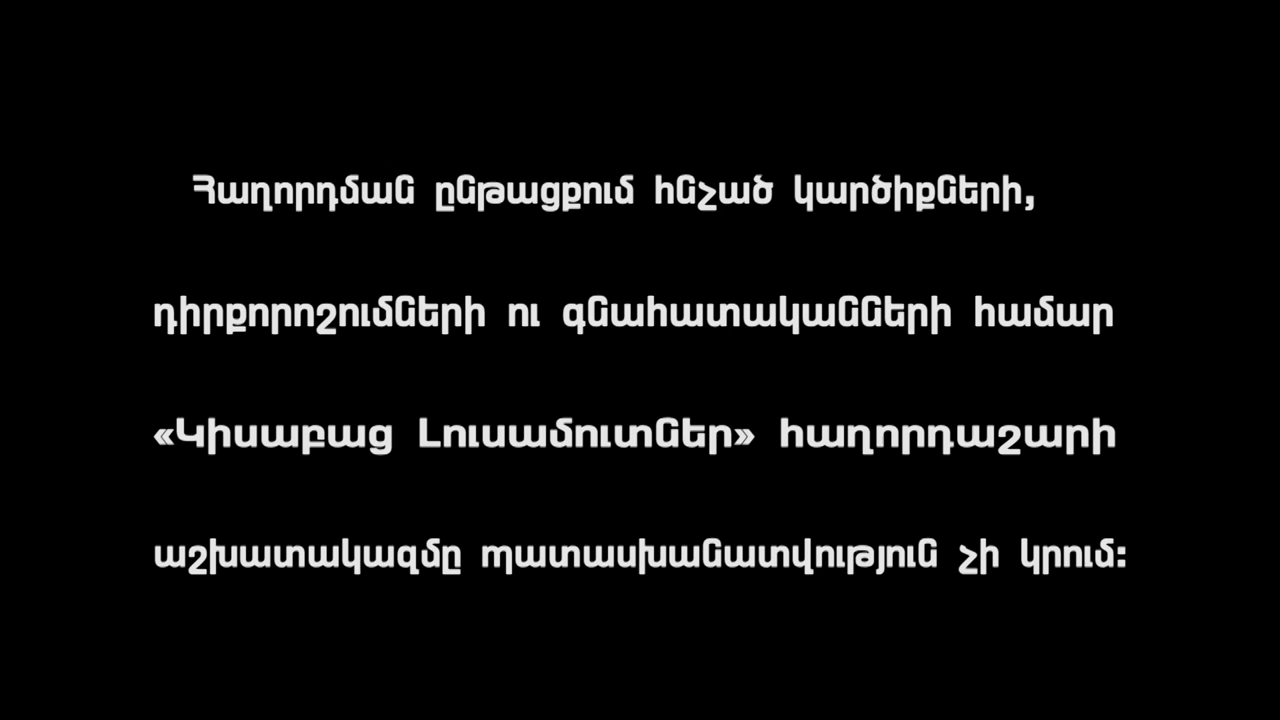 Հաղորդման ընթացքում հնչած կարծիքների,
դիրքորոշումների ու գնահատականների համար
«Կիսաբաց Լուսամուտներ» հաղորդաշարի
աշխատակազմը պատասխանատվություն չի կրում: